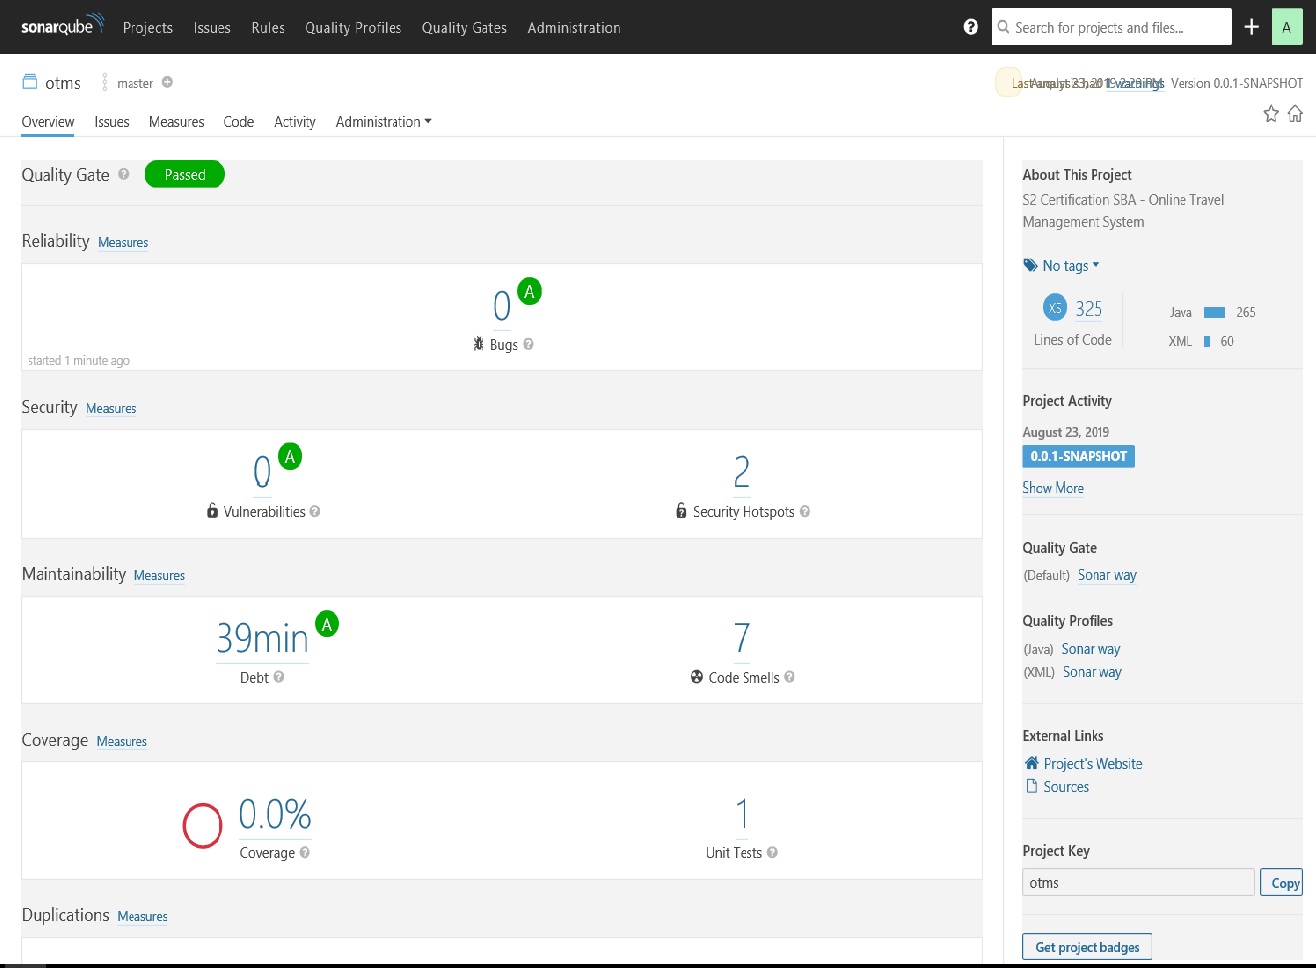 sonarqube Projects Issues Rules Quality Profiles Quality Gates Administration ? Search for projects and files... + A
otms master
Last analysis had 1 warnings August 23, 2019 2:23 PM Version 0.0.1-SNAPSHOT
Overview Issues Measures Code Activity Administration
Quality Gate ? Passed
Reliability Measures
0 A
Bugs ?
started 1 minute ago
Security Measures
0 A
Vulnerabilities ?
2
Security Hotspots ?
Maintainability Measures
39min A
Debt ?
7
Code Smells ?
Coverage Measures
0.0%
Coverage ?
1
Unit Tests ?
Duplications Measures
About This Project
S2 Certification SBA - Online Travel
Management System
No tags
XS 325
Lines of Code
Java 265
XML 60
Project Activity
August 23, 2019
0.0.1-SNAPSHOT
Show More
Quality Gate
(Default) Sonar way
Quality Profiles
(Java) Sonar way
(XML) Sonar way
External Links
Project's Website
Sources
Project Key
otms Copy
Get project badges